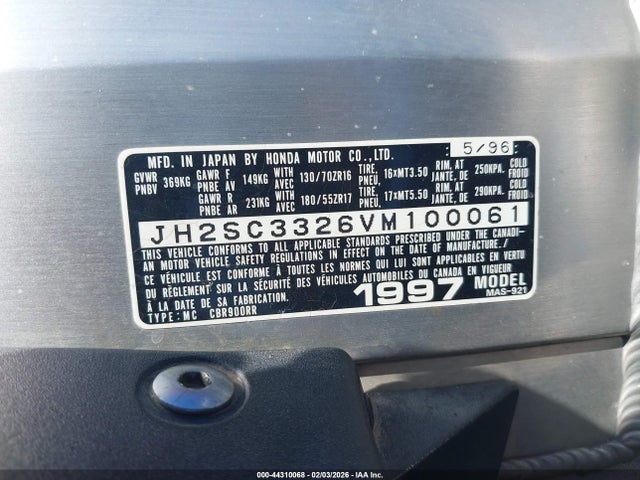 5/96
MFD. IN JAPAN BY HONDA MOTOR CO., LTD.
GVWR PNBV 369KG GAWR F PNBE AV 149KG WITH AVEC 130/70ZR16 TIRE, PNEU, 16×MT3.50 RIM, AT JANTE, DE 250KPA. COLD FROID
GAWR R PNBE AR 231KG WITH AVEC 180/55ZR17 TIRE, PNEU, 17×MT5.50 RIM, AT JANTE, DE 290KPA. COLD FROID
JH2SC3326VM100061
THIS VEHICLE CONFORMS TO ALL APPLICABLE STANDARDS PRESCRIBED UNDER THE CANADI-
AN MOTOR VEHICLE SAFETY REGULATIONS IN EFFECT ON THE DATE OF MANUFACTURE
CE VÉHICULE EST CONFORME À TOUTES LES NORMES QUI LUI SONT APPLICABLES EN VERTU
DU RÉGLEMENT SUR LA SÉCURITÉ DES VÉHICULES AUTOMOBILES DU CANADA EN VIGUEUR
À LA DATE DE SA FABRICATION
TYPE: MC CBR900RR 1997 MODEL
MAS-921
000-44310068 - 02/03/2026 - IAA Inc.